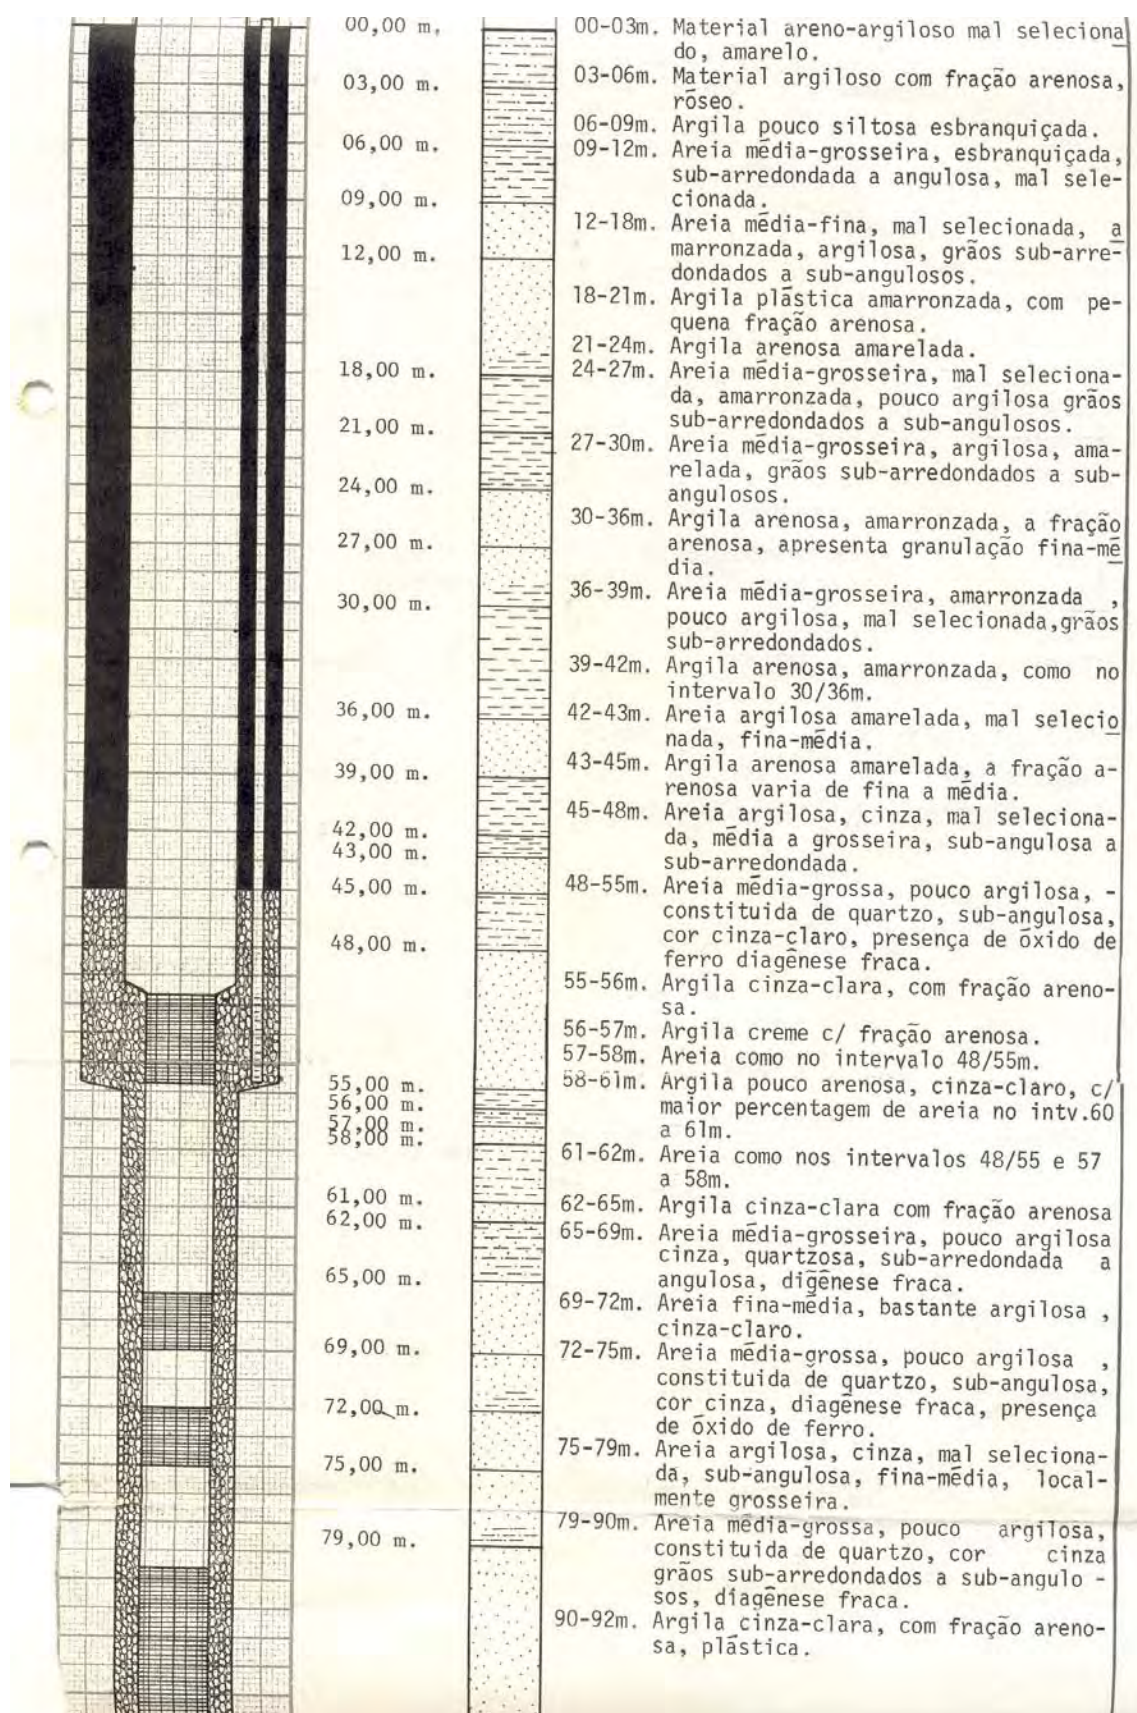 00,00 m.
03,00 m.
06,00 m.
09,00 m.
12,00 m.
18,00 m.
21,00 m.
24,00 m.
27,00 m.
30,00 m.
36,00 m.
39,00 m.
42,00 m.
43,00 m.
45,00 m.
48,00 m.
55,00 m.
56,00 m.
57,00 m.
58,00 m.
61,00 m.
62,00 m.
65,00 m.
69,00 m.
72,00 m.
75,00 m.
79,00 m.
00-03m. Material areno-argiloso mal seleciona
do, amarelo.
03-06m. Material argiloso com fração arenosa,
róseo.
06-09m. Argila pouco siltosa esbranquiçada.
09-12m. Areia média-grosseira, esbranquiçada,
sub-arredondada a angulosa, mal sele-
cionada.
12-18m. Areia média-fina, mal selecionada, a
marronzada, argilosa, grãos sub-arre-
dondados a sub-angulosos.
18-21m. Argila plástica amarronzada, com pe-
quena fração arenosa.
21-24m. Argila arenosa amarelada.
24-27m. Areia média-grosseira, mal seleciona-
da, amarronzada, pouco argilosa grãos
sub-arredondados a sub-angulosos.
27-30m. Areia média-grosseira, argilosa, ama-
relada, grãos sub-arredondados a sub-
angulosos.
30-36m. Argila arenosa, amarronzada, a fração
arenosa, apresenta granulação fina-mé
dia.
36-39m. Areia média-grosseira, amarronzada ,
pouco argilosa, mal selecionada,grãos
sub-arredondados.
39-42m. Argila arenosa, amarronzada, como no
intervalo 30/36m.
42-43m. Areia argilosa amarelada, mal selecio
nada, fina-média.
43-45m. Argila arenosa amarelada, a fração a-
renosa varia de fina a média.
45-48m. Areia argilosa, cinza, mal seleciona-
da, média a grosseira, sub-angulosa a
sub-arredondada.
48-55m. Areia média-grossa, pouco argilosa, -
constituida de quartzo, sub-angulosa,
cor cinza-claro, presença de óxido de
ferro diagênese fraca.
55-56m. Argila cinza-clara, com fração areno-
sa.
56-57m. Argila creme c/ fração arenosa.
57-58m. Areia como no intervalo 48/55m.
58-61m. Argila pouco arenosa, cinza-claro, c/
maior percentagem de areia no intv.60
a 61m.
61-62m. Areia como nos intervalos 48/55 e 57
a 58m.
62-65m. Argila cinza-clara com fração arenosa
65-69m. Areia média-grosseira, pouco argilosa
cinza, quartzosa, sub-arredondada a
angulosa, digênese fraca.
69-72m. Areia fina-média, bastante argilosa ,
cinza-claro.
72-75m. Areia média-grossa, pouco argilosa ,
constituida de quartzo, sub-angulosa,
cor cinza, diagênese fraca, presença
de óxido de ferro.
75-79m. Areia argilosa, cinza, mal seleciona-
da, sub-angulosa, fina-média, local-
mente grosseira.
79-90m. Areia média-grossa, pouco argilosa,
constituida de quartzo, cor cinza
grãos sub-arredondados a sub-angulo -
sos, diagênese fraca.
90-92m. Argila cinza-clara, com fração areno-
sa, plástica.